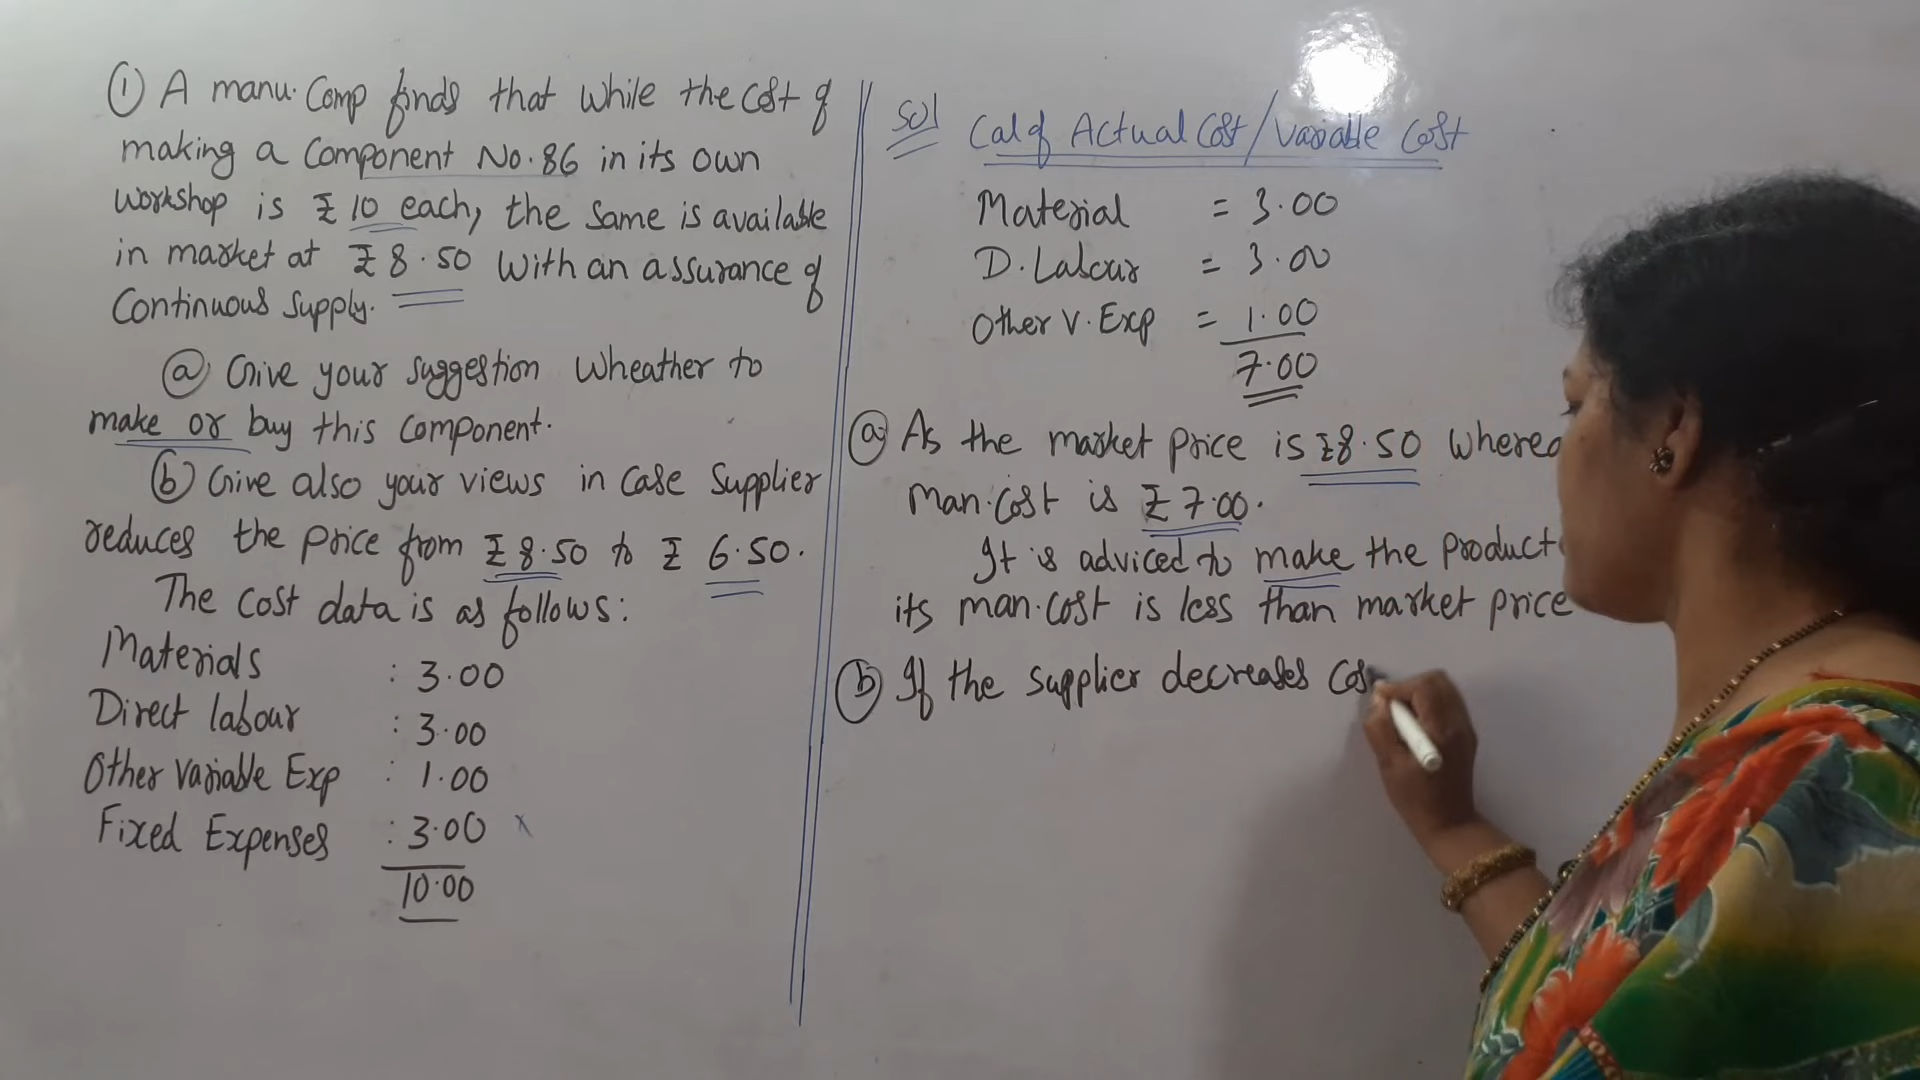 ① A manu. Comp finds that while the cost of
making a Component No. 86 in its own
workshop is ₹ 10 each, the same is available
in market at ₹ 8.50 With an assurance of
Continuous Supply.
ⓐ Give your suggestion Wheather to
make or buy this component.
ⓑ Give also your views in case Supplier
reduces the price from ₹ 8.50 to ₹ 6.50.
The cost data is as follows:
Materials : 3.00
Direct labour : 3.00
Other Variable Exp : 1.00
Fixed Expenses : 3.00 x
10.00
Sol Cal of Actual Cost/Variable Cost
Material = 3.00
D. Labour = 3.00
Other V. Exp = 1.00
7.00
ⓐ As the market price is ₹8.50 Wherea
man. cost is ₹ 7.00.
It is adviced to make the product
its man. cost is less than market price
ⓑ If the supplier decreases Cos